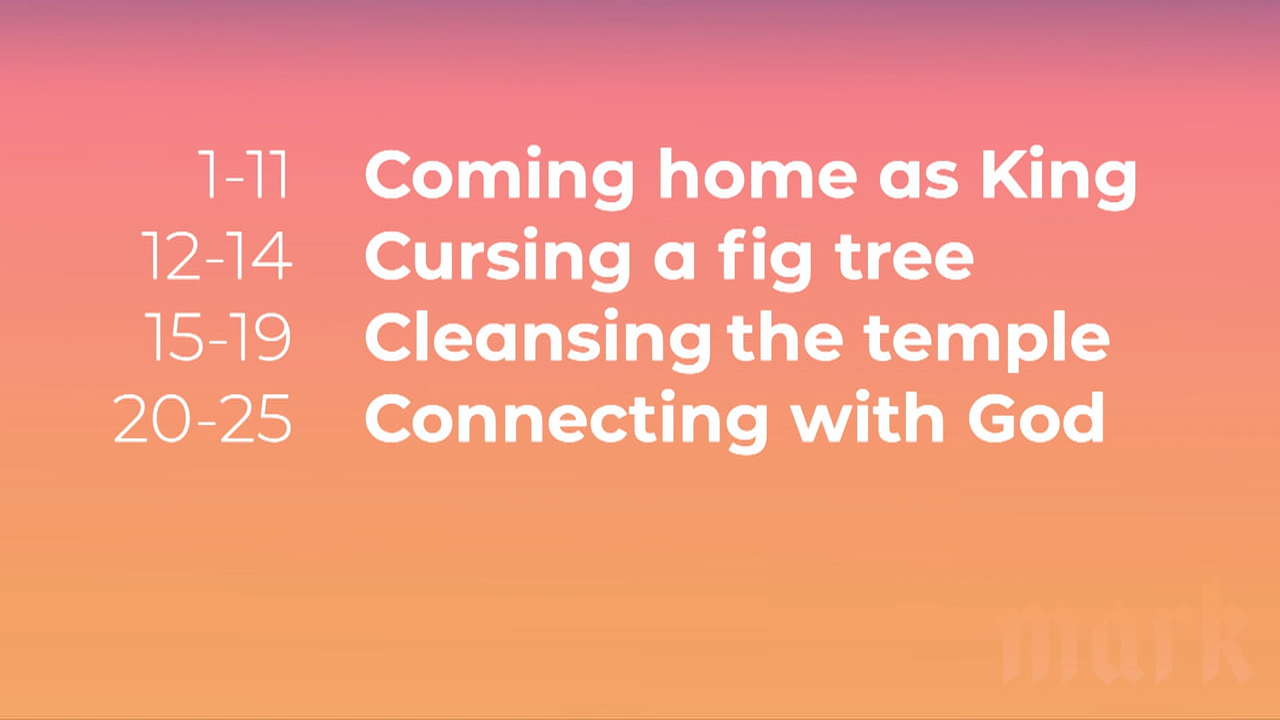 1-11 Coming home as King
12-14 Cursing a fig tree
15-19 Cleansing the temple
20-25 Connecting with God
mark